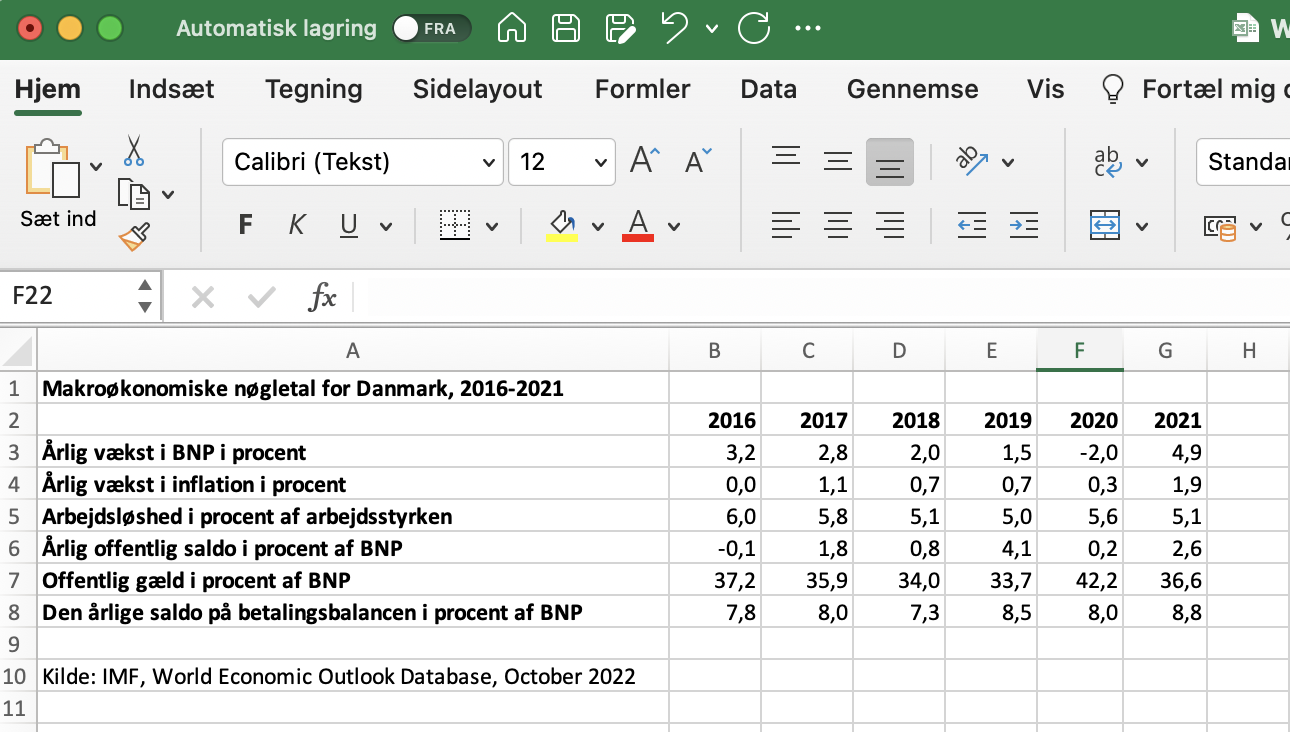 Automatisk lagring FRA
Hjem Indsæt Tegning Sidelayout Formler Data Gennemse Vis Fortæl mig
Calibri (Tekst) 12 A A ab ab c
Sæt ind F K U A
F22 fx
A B C D E F G H
1 Makroøkonomiske nøgletal for Danmark, 2016-2021
2 2016 2017 2018 2019 2020 2021
3 Årlig vækst i BNP i procent 3,2 2,8 2,0 1,5 -2,0 4,9
4 Årlig vækst i inflation i procent 0,0 1,1 0,7 0,7 0,3 1,9
5 Arbejdsløshed i procent af arbejdsstyrken 6,0 5,8 5,1 5,0 5,6 5,1
6 Årlig offentlig saldo i procent af BNP -0,1 1,8 0,8 4,1 0,2 2,6
7 Offentlig gæld i procent af BNP 37,2 35,9 34,0 33,7 42,2 36,6
8 Den årlige saldo på betalingsbalancen i procent af BNP 7,8 8,0 7,3 8,5 8,0 8,8
9
10 Kilde: IMF, World Economic Outlook Database, October 2022
11